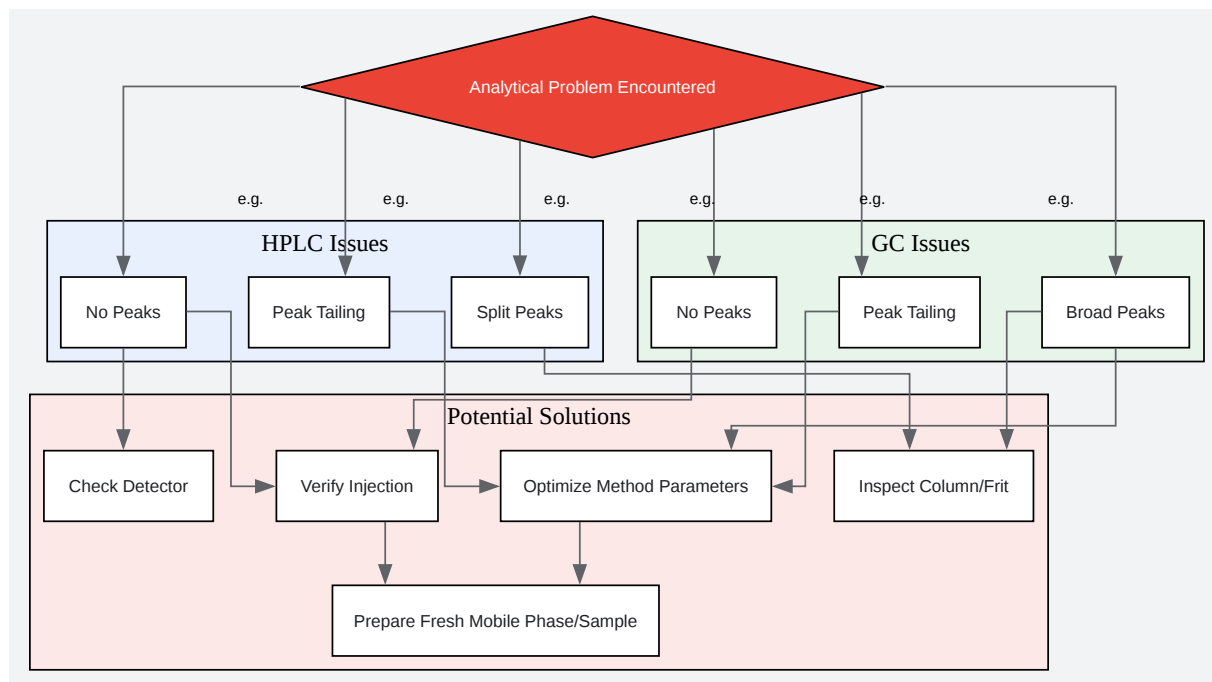 Analytical Problem Encountered
e.g.
e.g.
e.g.
e.g.
e.g.
e.g.
HPLC Issues
GC Issues
No Peaks
Peak Tailing
Split Peaks
No Peaks
Peak Tailing
Broad Peaks
Potential Solutions
Check Detector
Verify Injection
Optimize Method Parameters
Inspect Column/Frit
Prepare Fresh Mobile Phase/Sample